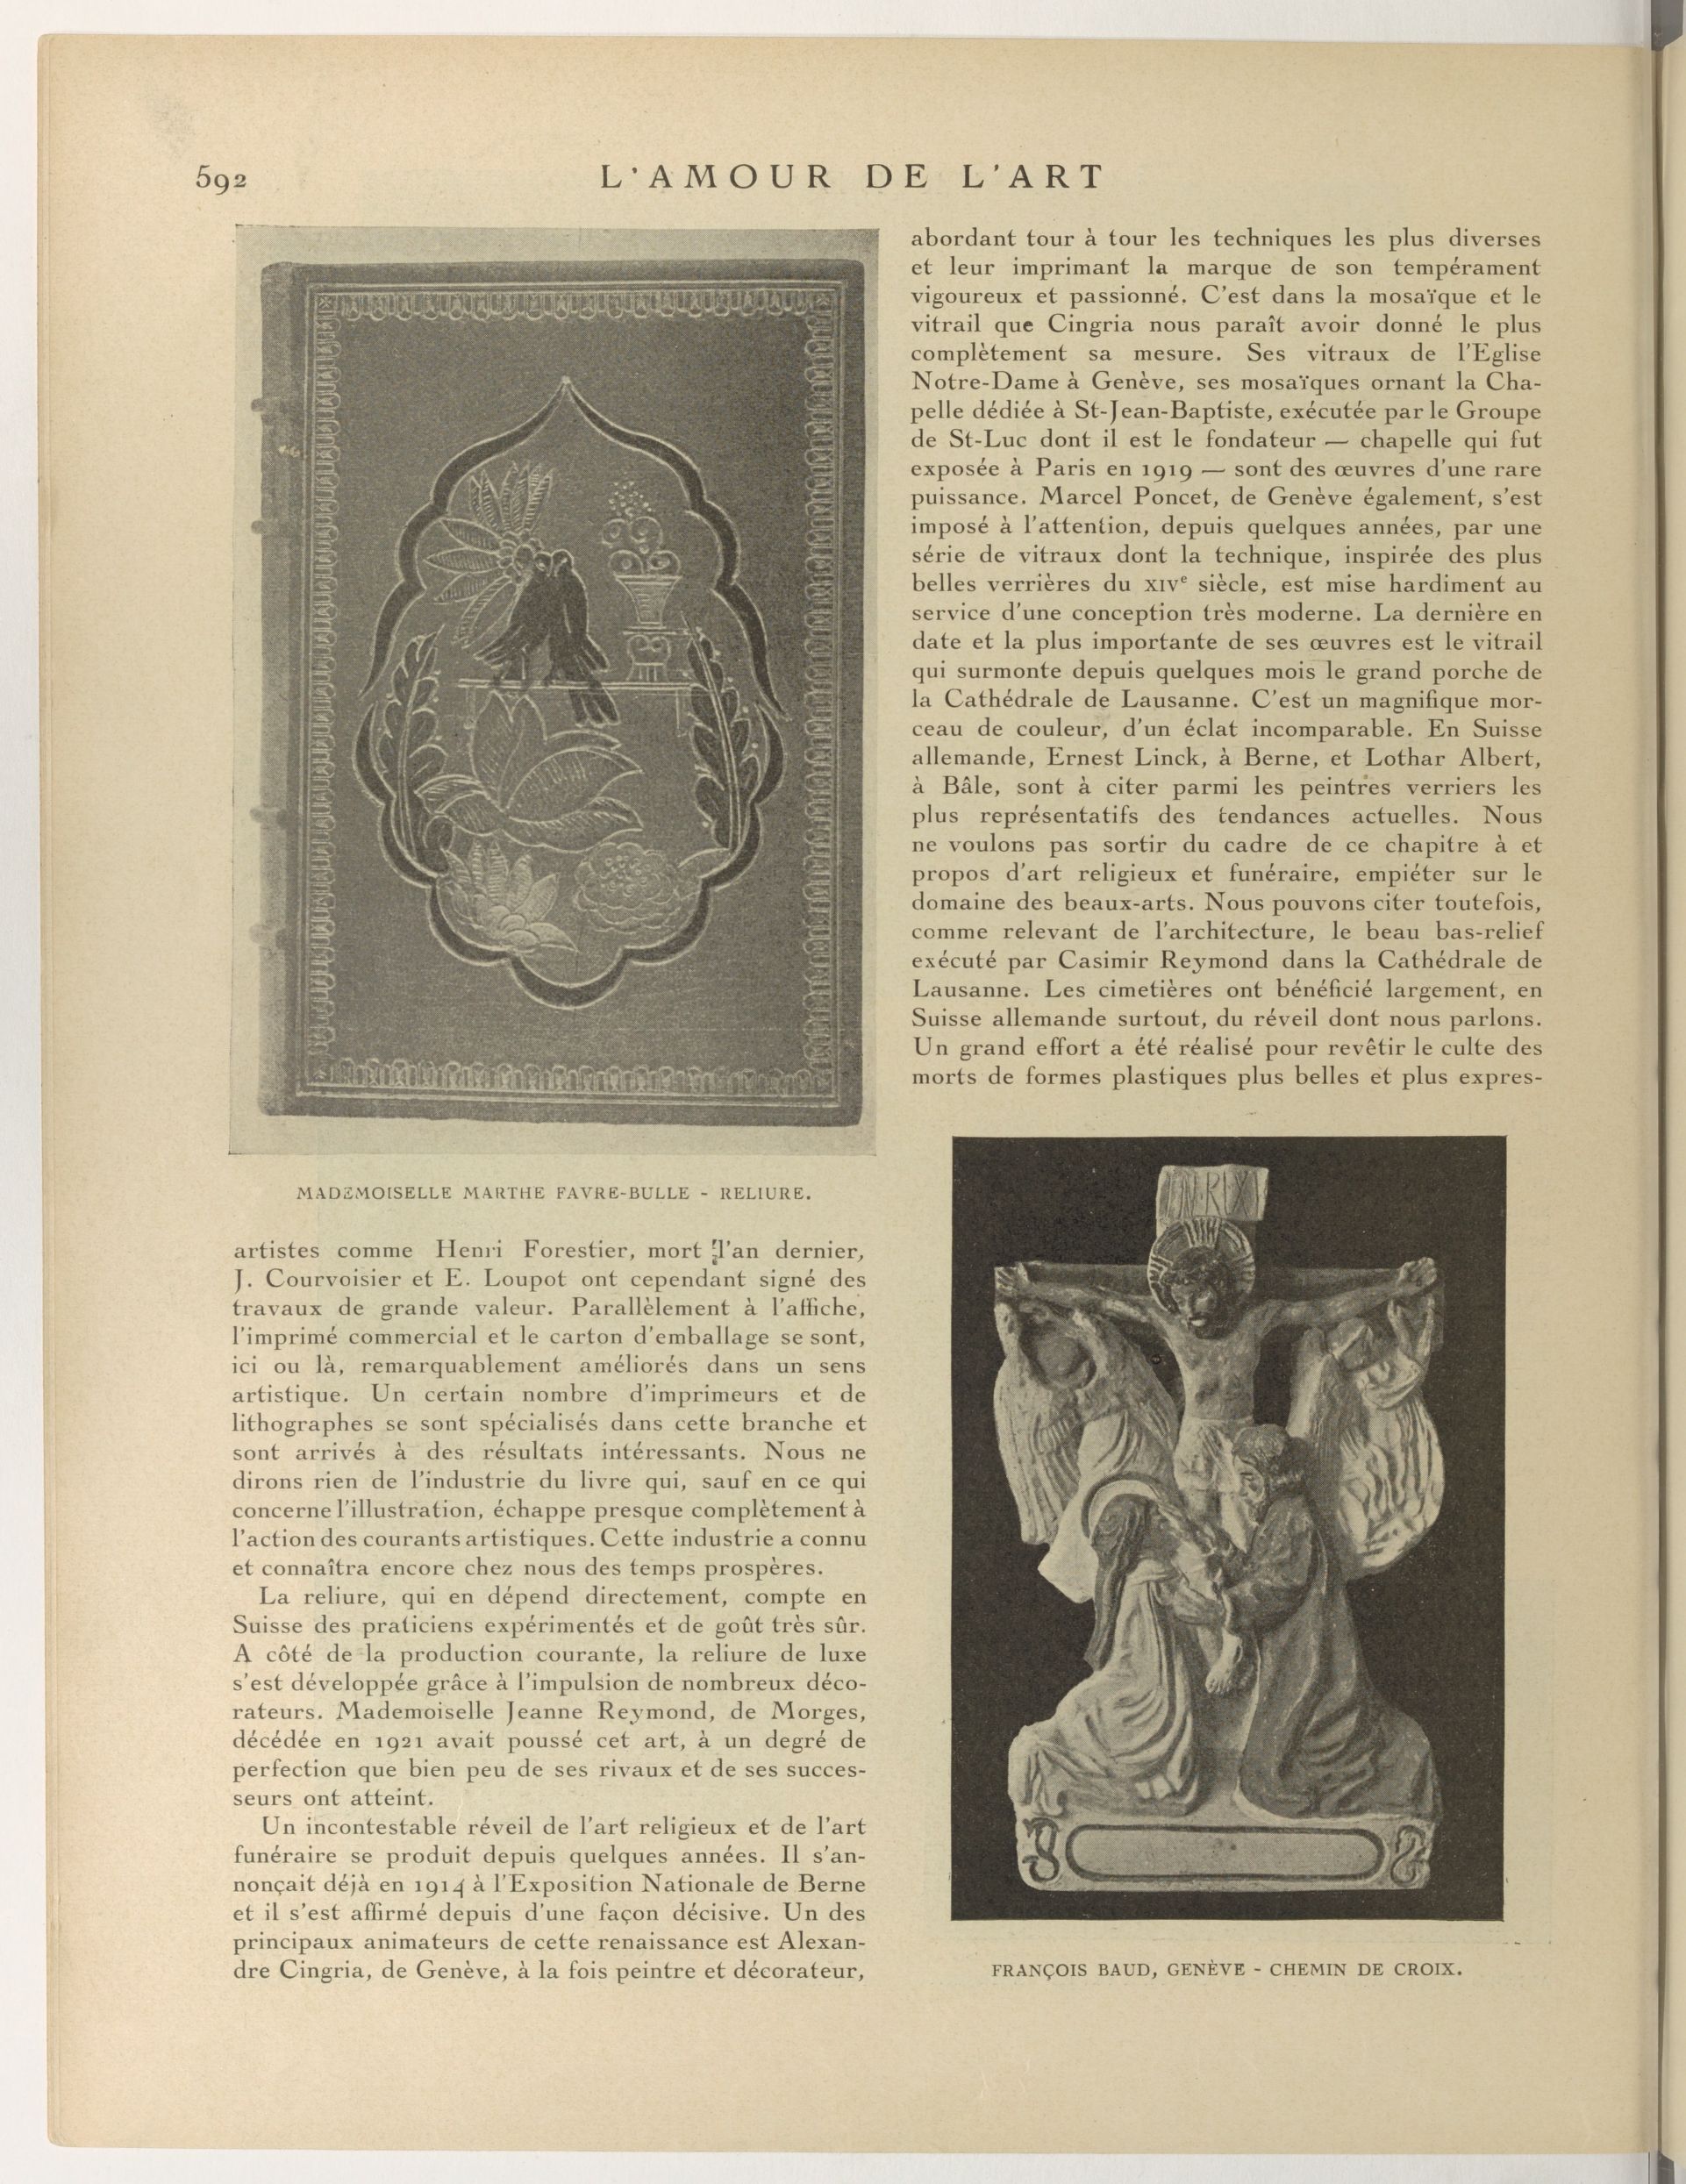 592
L'AMOUR DE L'ART
MADEMOISELLE MARTHE FAVRE-BULLE - RELIURE.
artistes comme Henri Forestier, mort l'an dernier,
J. Courvoisier et E. Loupot ont cependant signé des
travaux de grande valeur. Parallèlement à l'affiche,
l'imprimé commercial et le carton d'emballage se sont,
ici ou là, remarquablement améliorés dans un sens
artistique. Un certain nombre d'imprimeurs et de
lithographes se sont spécialisés dans cette branche et
sont arrivés à des résultats intéressants. Nous ne
dirons rien de l'industrie du livre qui, sauf en ce qui
concerne l'illustration, échappe presque complètement à
l'action des courants artistiques. Cette industrie a connu
et connaîtra encore chez nous des temps prospères.
La reliure, qui en dépend directement, compte en
Suisse des praticiens expérimentés et de goût très sûr.
A côté de la production courante, la reliure de luxe
s'est développée grâce à l'impulsion de nombreux déco-
rateurs. Mademoiselle Jeanne Reymond, de Morges,
décédée en 1921 avait poussé cet art, à un degré de
perfection que bien peu de ses rivaux et de ses succes-
seurs ont atteint.
Un incontestable réveil de l'art religieux et de l'art
funéraire se produit depuis quelques années. Il s'an-
nonçait déjà en 1914 à l'Exposition Nationale de Berne
et il s'est affirmé depuis d'une façon décisive. Un des
principaux animateurs de cette renaissance est Alexan-
dre Cingria, de Genève, à la fois peintre et décorateur,
abordant tour à tour les techniques les plus diverses
et leur imprimant la marque de son tempérament
vigoureux et passionné. C'est dans la mosaïque et le
vitrail que Cingria nous paraît avoir donné le plus
complètement sa mesure. Ses vitraux de l'Eglise
Notre-Dame à Genève, ses mosaïques ornant la Cha-
pelle dédiée à St-Jean-Baptiste, exécutée par le Groupe
de St-Luc dont il est le fondateur — chapelle qui fut
exposée à Paris en 1919 — sont des œuvres d'une rare
puissance. Marcel Poncet, de Genève également, s'est
imposé à l'attention, depuis quelques années, par une
série de vitraux dont la technique, inspirée des plus
belles verrières du XIVe siècle, est mise hardiment au
service d'une conception très moderne. La dernière en
date et la plus importante de ses œuvres est le vitrail
qui surmonte depuis quelques mois le grand porche de
la Cathédrale de Lausanne. C'est un magnifique mor-
ceau de couleur, d'un éclat incomparable. En Suisse
allemande, Ernest Linck, à Berne, et Lothar Albert,
à Bâle, sont à citer parmi les peintres verriers les
plus représentatifs des tendances actuelles. Nous
ne voulons pas sortir du cadre de ce chapitre à et
propos d'art religieux et funéraire, empiéter sur le
domaine des beaux-arts. Nous pouvons citer toutefois,
comme relevant de l'architecture, le beau bas-relief
exécuté par Casimir Reymond dans la Cathédrale de
Lausanne. Les cimetières ont bénéficié largement, en
Suisse allemande surtout, du réveil dont nous parlons.
Un grand effort a été réalisé pour revêtir le culte des
morts de formes plastiques plus belles et plus expres-
FRANÇOIS BAUD, GENÈVE - CHEMIN DE CROIX.